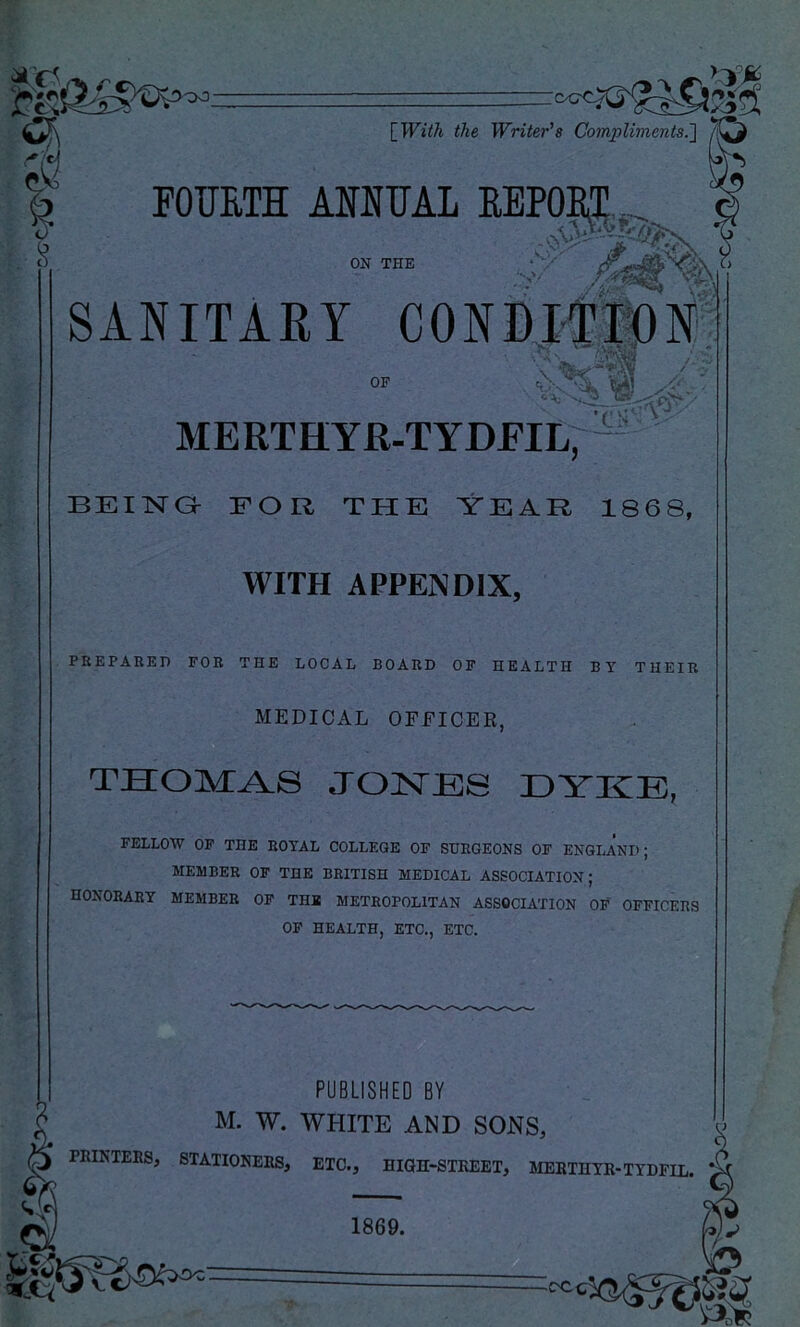 [With the Writer's Compliments.]
FOURTH ANNUAL REPORT
ON THE
SANITARY CONDITION
OF
MERTHYR-TYDFIL,
BEING FOR THE YEAR 1868,
WITH APPENDIX,
PREPARED FOR THE LOCAL BOARD OF HEALTH BY THEIR
MEDICAL OFFICER,
THOMAS JONES DYKE,
FELLOW OF THE ROYAL COLLEGE OF SURGEONS OF ENGLAND;
MEMBER OF THE BRITISH MEDICAL ASSOCIATION;
HONORARY MEMBER OF THE METROPOLITAN ASSOCIATION OF OFFICERS
OF HEALTH, ETC., ETC.
PUBLISHED BY
M. W. WHITE AND SONS,
PRINTERS, STATIONERS, ETC., HIGH-STREET, MERTHYR-TYDFIL.
1869.